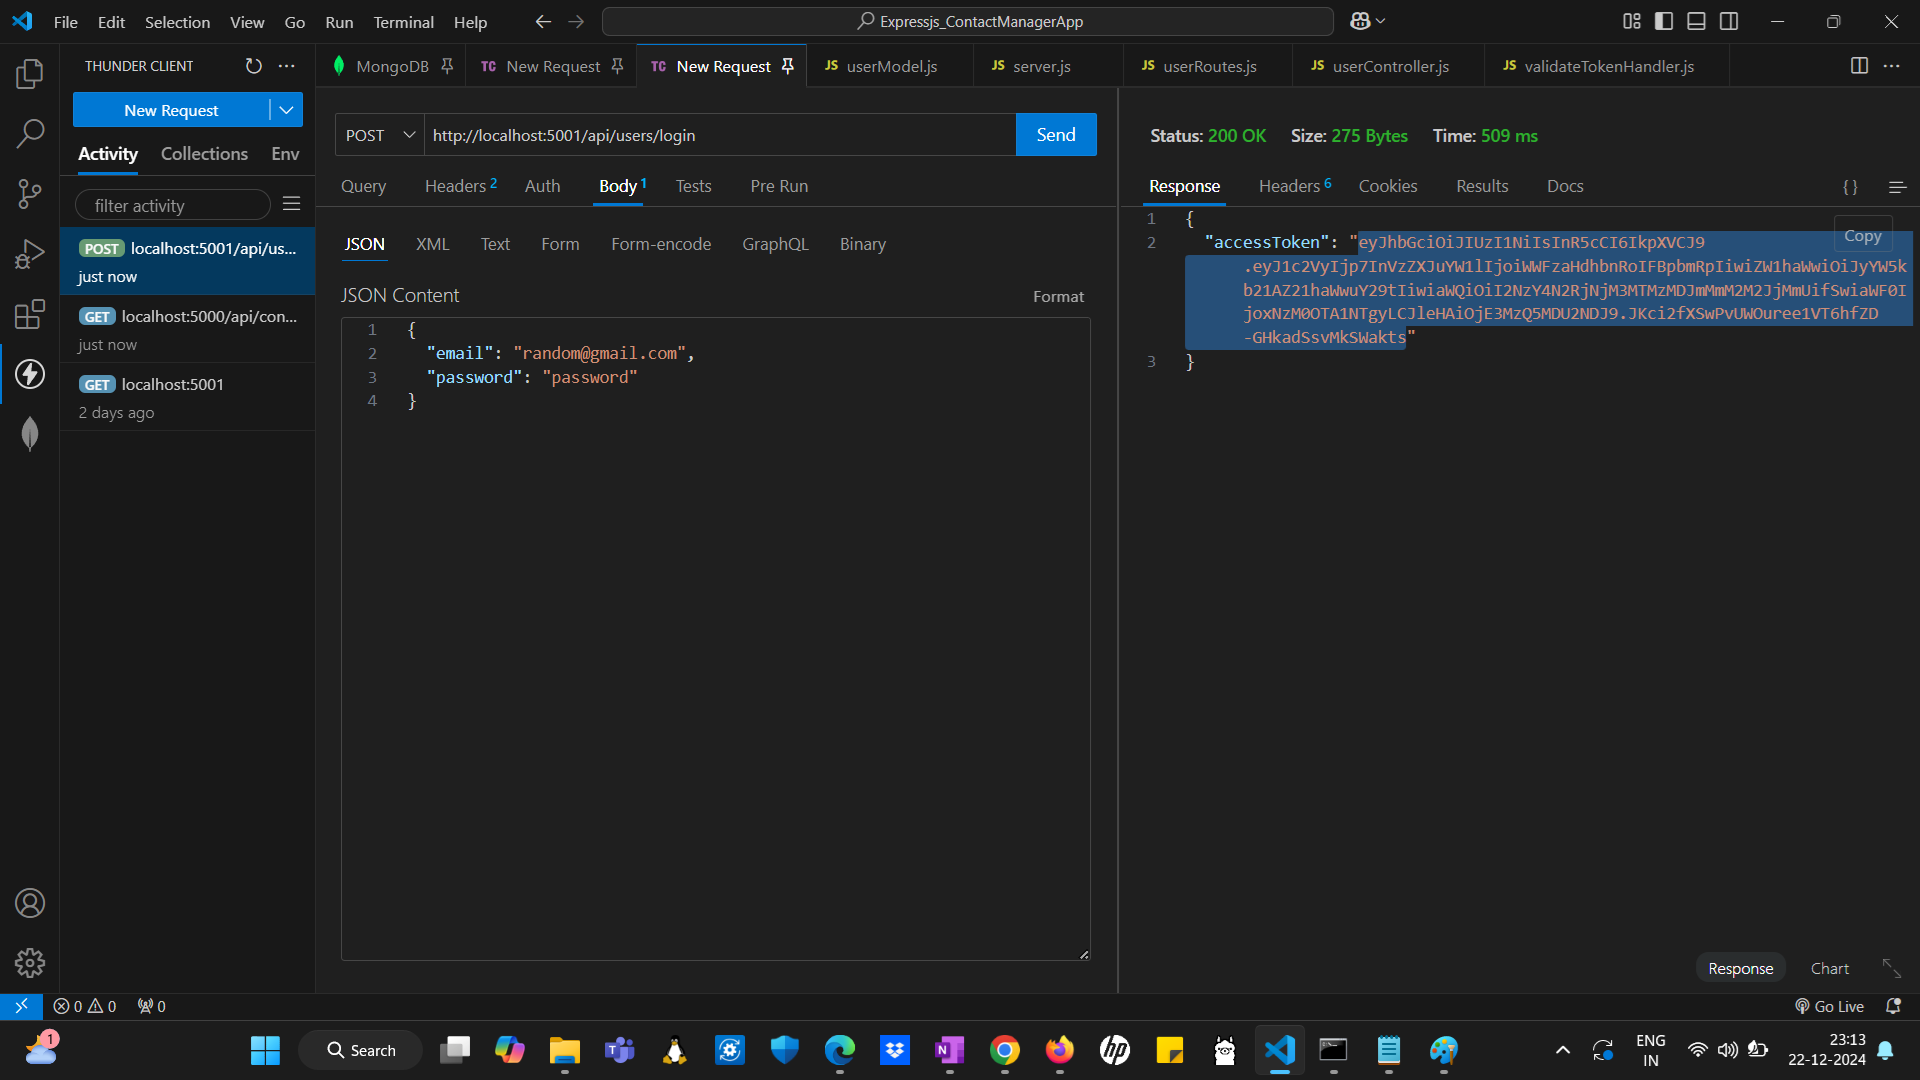 File Edit Selection View Go Run Terminal Help
Expressjs_ContactManagerApp
THUNDER CLIENT
New Request
Activity Collections Env
filter activity
POST localhost:5001/api/us...
just now
GET localhost:5000/api/con...
just now
GET localhost:5001
2 days ago
MongoDB
TC New Request
TC New Request
JS userModel.js
JS server.js
JS userRoutes.js
JS userController.js
JS validateTokenHandler.js
POST http://localhost:5001/api/users/login Send
Query Headers 2 Auth Body 1 Tests Pre Run
JSON XML Text Form Form-encode GraphQL Binary
JSON Content Format
1 {
2 "email": "random@gmail.com",
3 "password": "password"
4 }
Status: 200 OK Size: 275 Bytes Time: 509 ms
Response Headers 6 Cookies Results Docs {}
Copy
1 {
2 "accessToken": "eyJhbGciOiJIUzI1NiIsInR5cCI6IkpXVCJ9
.eyJ1c2VyIjp7InVzZXJuYW1lIjoiWWFzaHdhbnRoIFBpbmRpIiwiZW1haWwiOiJyYW5k
b21AZ21haWwuY29tIiwiaWQiOiI2NzY4N2RjNjM3MTMzMDJmMmM2M2JjMmUifSwiaWF0I
joxNzM0OTA1NTgyLCJleHAiOjE3MzQ5MDU2NDJ9.JKci2fXSwPvUWOuree1VT6hfZD
-GHkadSsvMkSWakts"
3 }
Response Chart
0 0 0
Go Live
1
Search
ENG
IN
23:13
22-12-2024